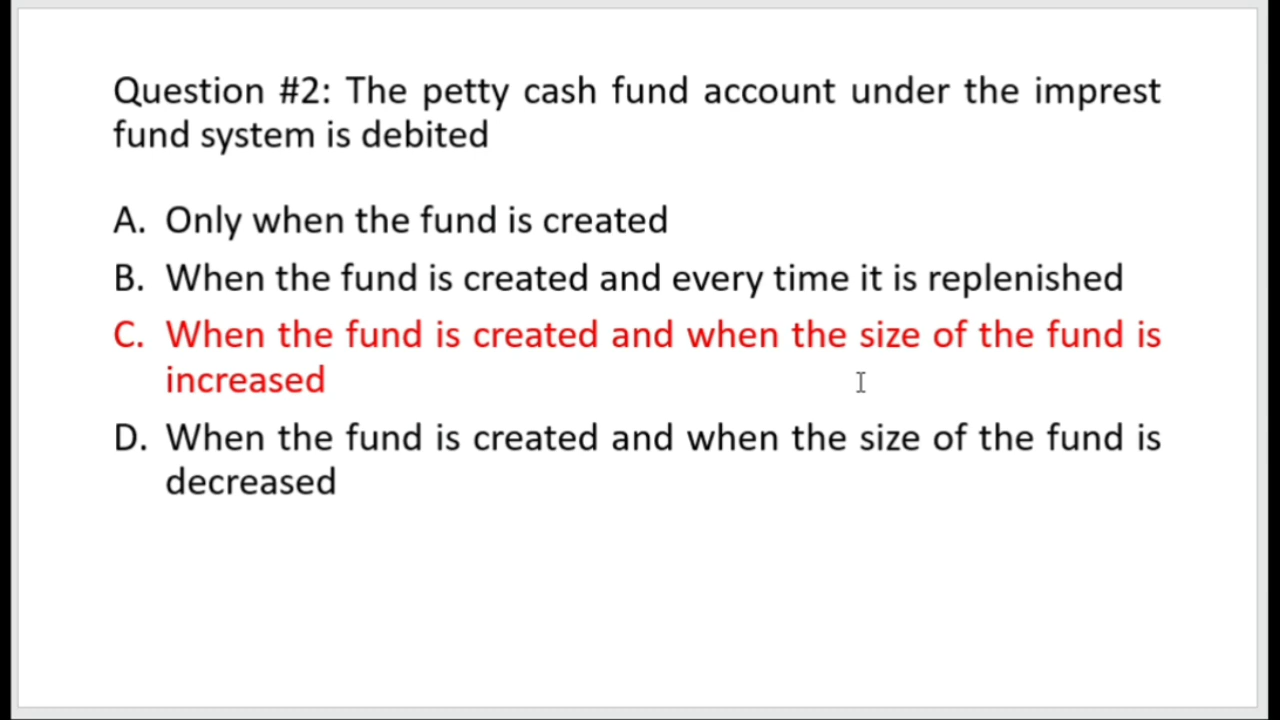 Question #2: The petty cash fund account under the imprest
fund system is debited
A. Only when the fund is created
B. When the fund is created and every time it is replenished
C. When the fund is created and when the size of the fund is
increased
D. When the fund is created and when the size of the fund is
decreased